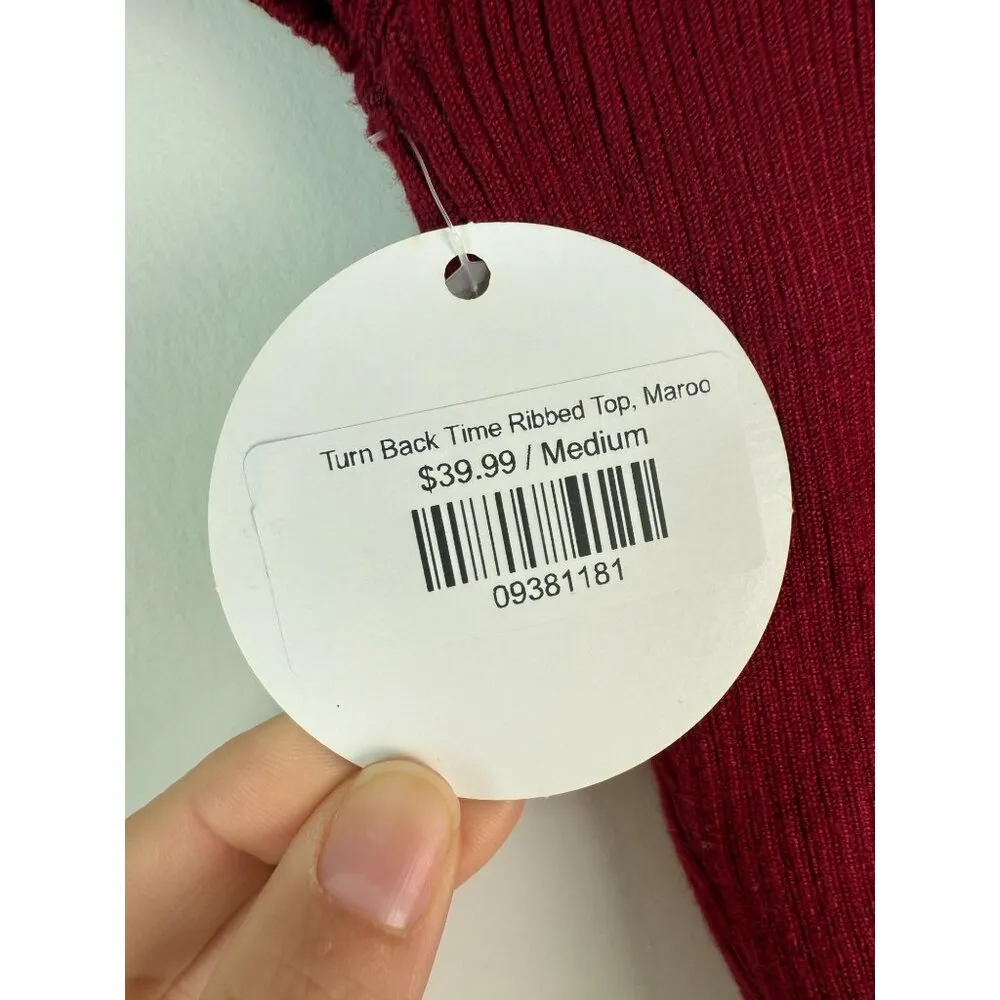 Turn Back Time Ribbed Top, Maroo
$39.99 / Medium
09381181